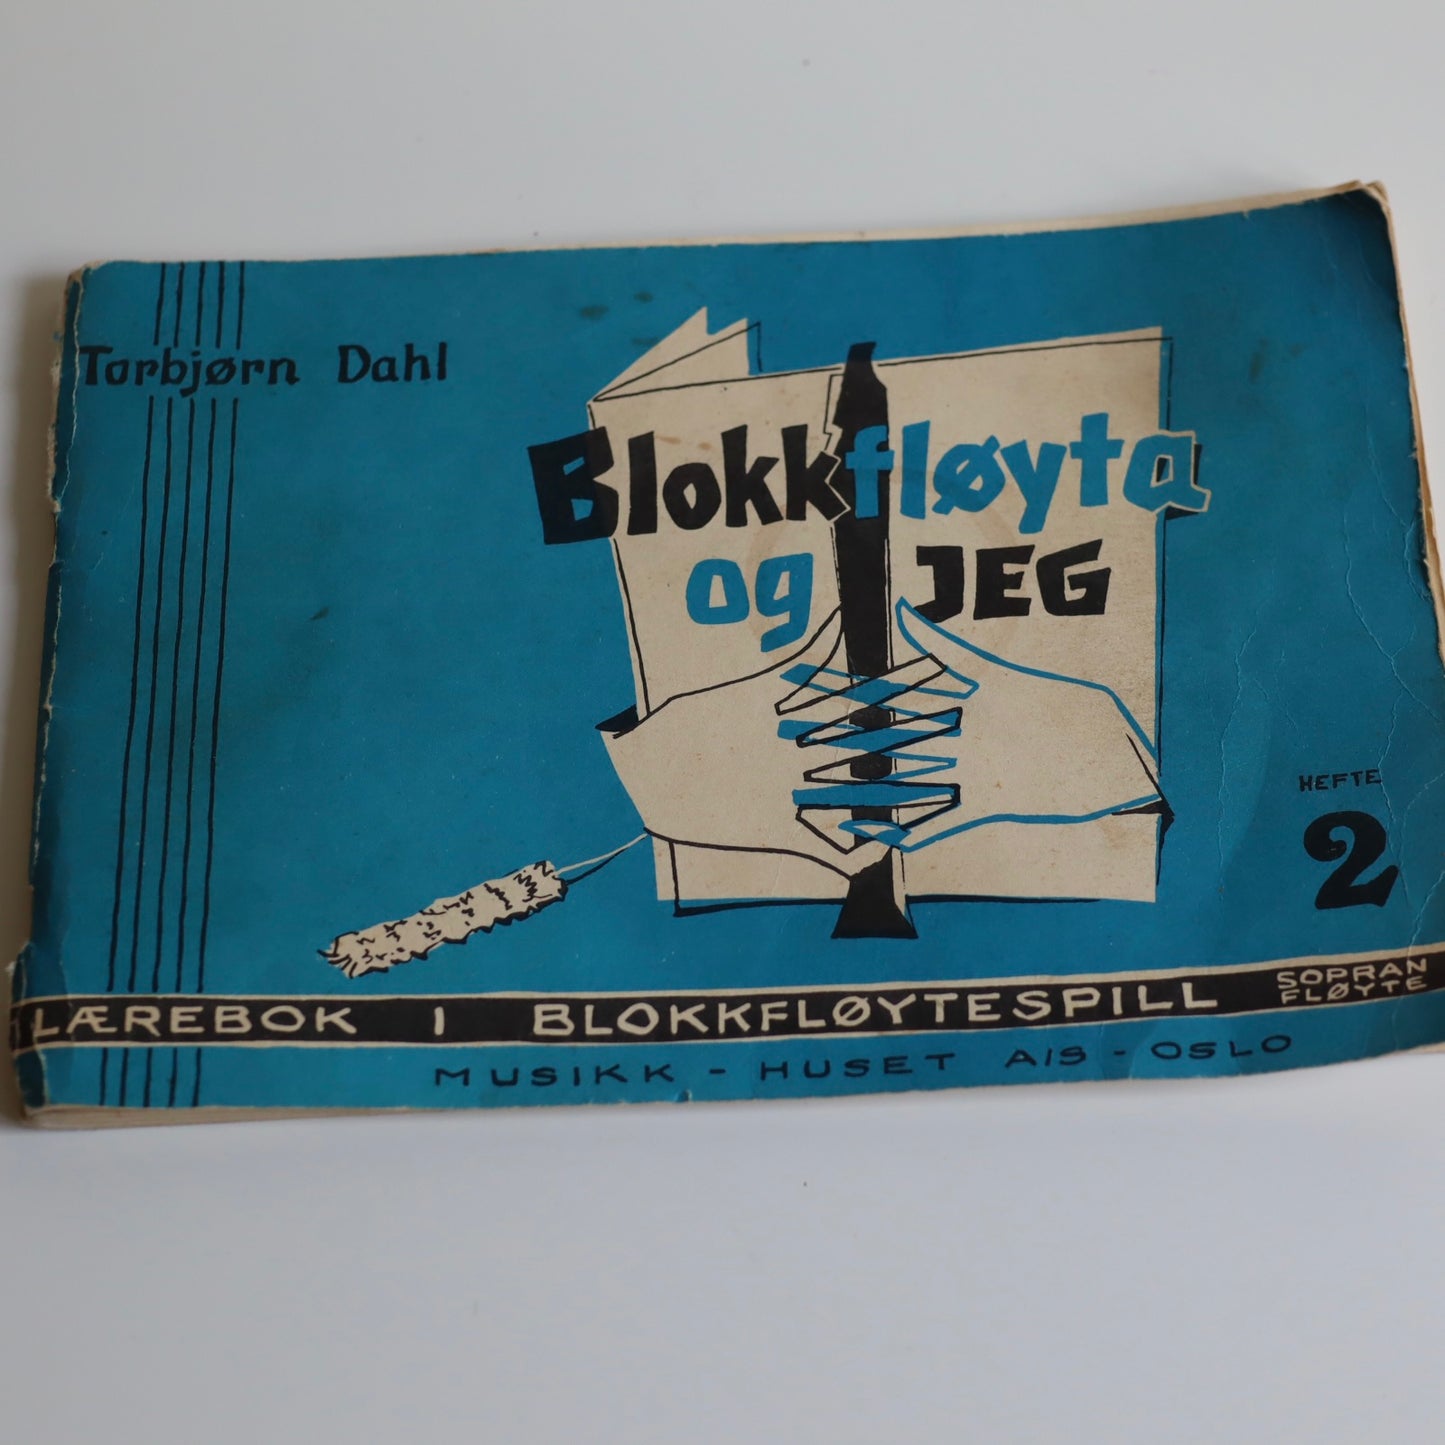 Torbjørn Dahl
Blokkfløyta
og JEG
HEFTE
2
LÆREBOK I BLOKKFLØYTESPILL
SOPRAN
FLØYTE
MUSIKK - HUSET A/S - OSLO